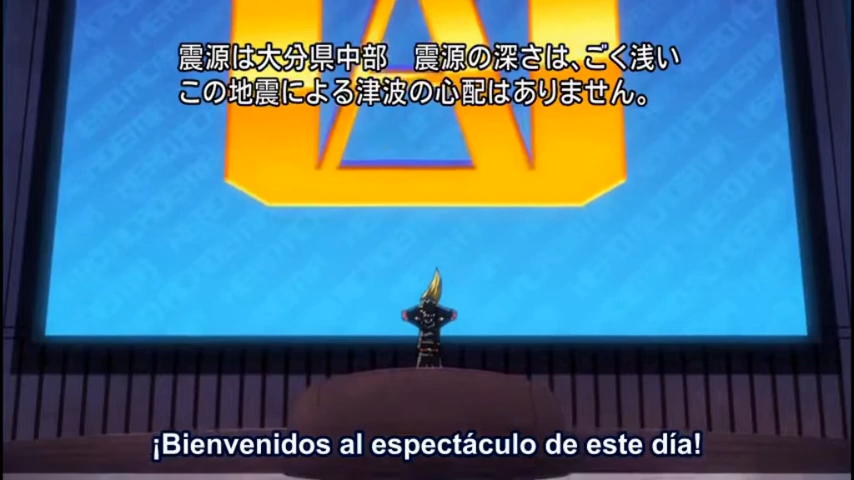 震源は大分県中部　震源の深さは、ごく浅い
この地震による津波の心配はありません。
¡Bienvenidos al espectáculo de este día!